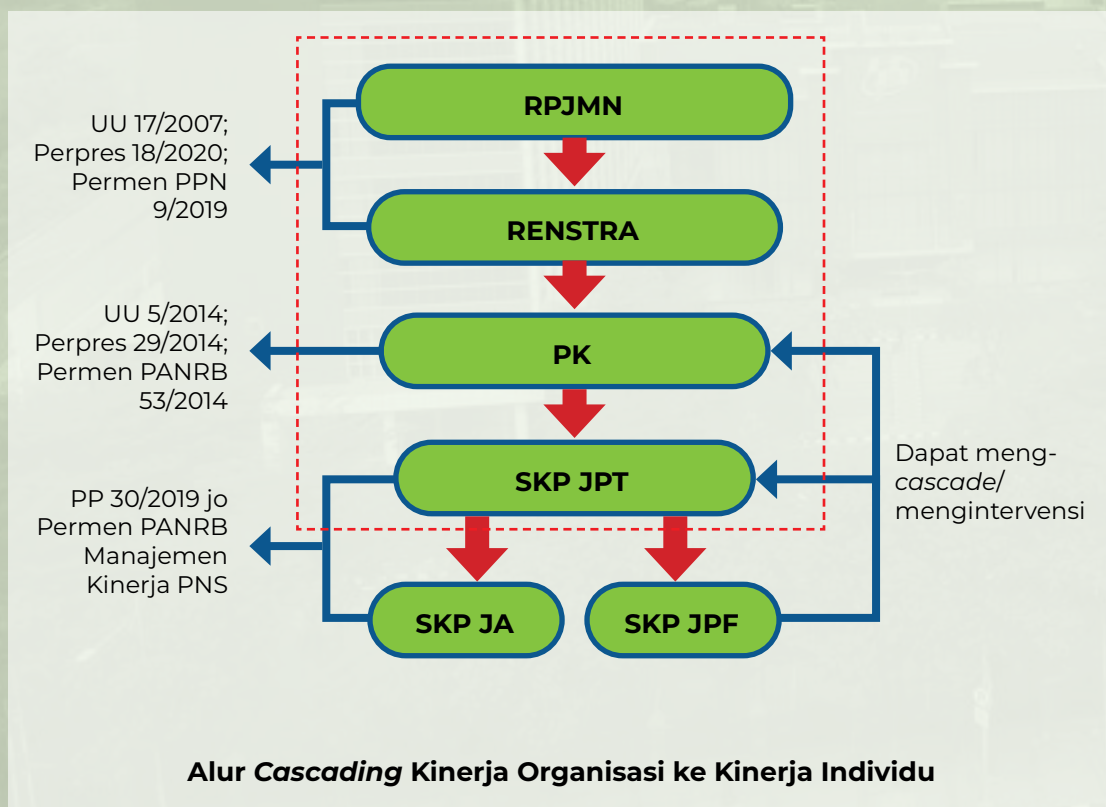 RPJMN
UU 17/2007;
Perpres 18/2020;
Permen PPN
9/2019
RENSTRA
UU 5/2014;
Perpres 29/2014;
Permen PANRB
53/2014
PK
SKP JPT
Dapat meng-
cascade/
mengintervensi
PP 30/2019 jo
Permen PANRB
Manajemen
Kinerja PNS
SKP JA
SKP JPF
Alur Cascading Kinerja Organisasi ke Kinerja Individu